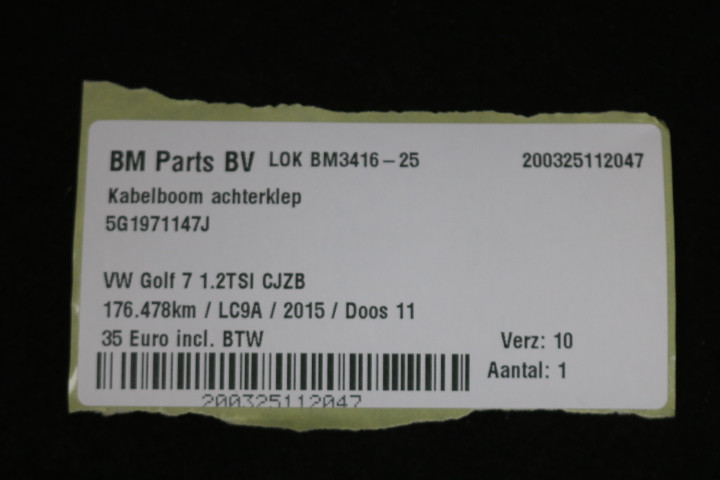 BM Parts BV LOK BM3416-25 200325112047
Kabelboom achterklep
5G1971147J
VW Golf 7 1.2TSI CJZB
176.478km / LC9A / 2015 / Doos 11
35 Euro incl. BTW Verz: 10
Aantal: 1
200325112047